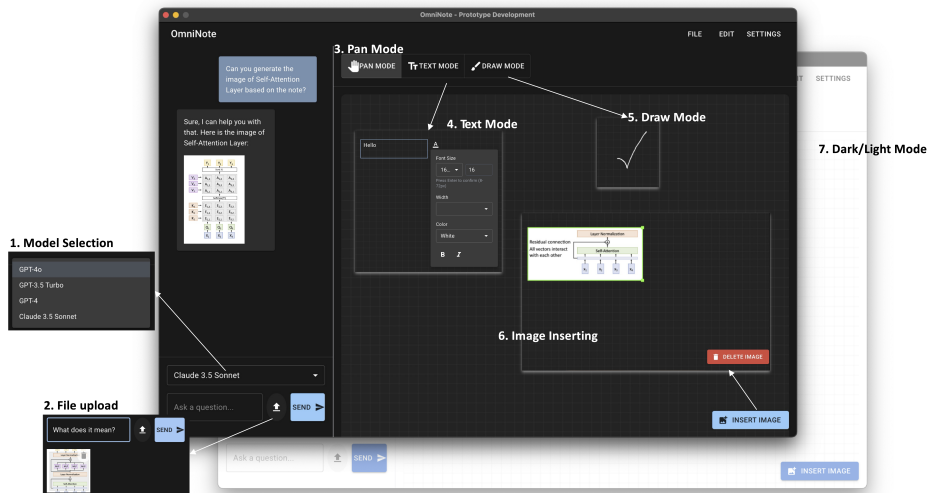 OmniNote - Prototype Development
OmniNote
FILE EDIT SETTINGS
3. Pan Mode
PAN MODE
TEXT MODE
DRAW MODE
Can you generate the
image of Self-Attention
Layer based on the note?
Sure, I can help you with
that. Here is the image of
Self-Attention Layer:
4. Text Mode
Hello
A
Font Size
16...
16
Width
Color
White
B I
5. Draw Mode
SETTINGS
7. Dark/Light Mode
Layer Normalization
Residual connection
All vectors interact
with each other
Self-Attention
6. Image Inserting
DELETE IMAGE
INSERT IMAGE
1. Model Selection
GPT-4o
GPT-3.5 Turbo
GPT-4
Claude 3.5 Sonnet
Claude 3.5 Sonnet
Ask a question...
SEND
2. File upload
What does it mean?
SEND
Ask a question...
SEND
INSERT IMAGE